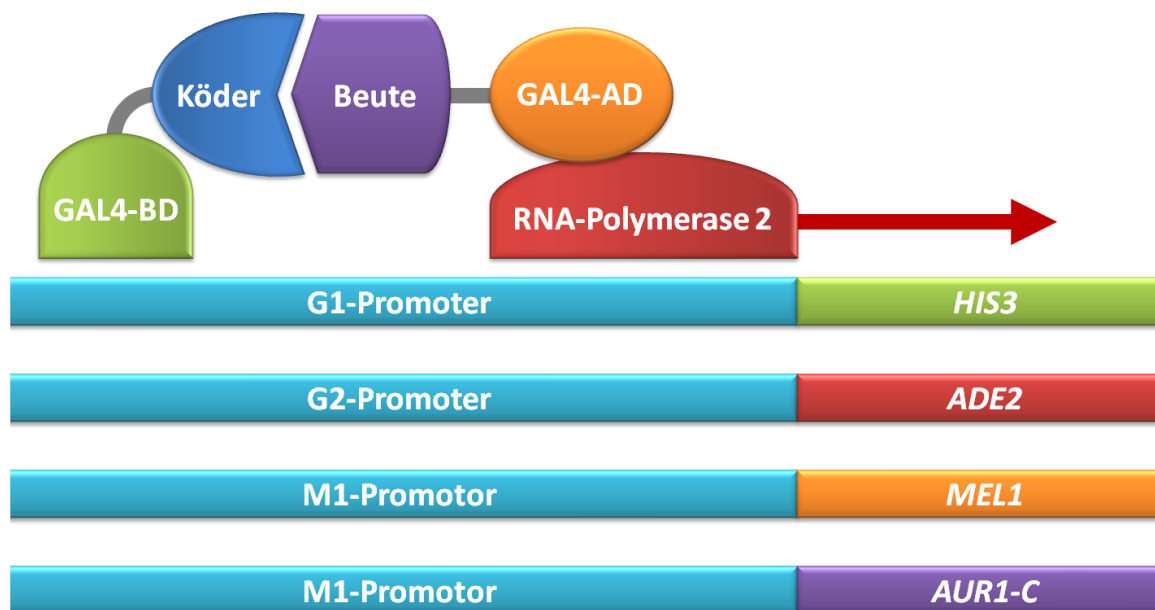 Köder
Beute
GAL4-AD
GAL4-BD
RNA-Polymerase 2
G1-Promoter
HIS3
G2-Promoter
ADE2
M1-Promotor
MEL1
M1-Promotor
AUR1-C